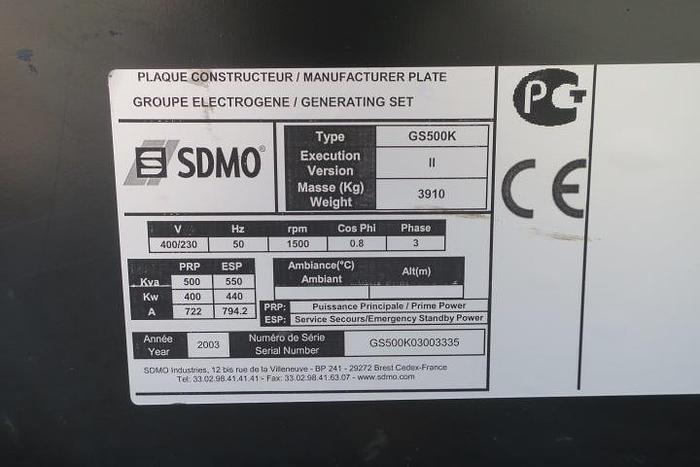 PLAQUE CONSTRUCTEUR / MANUFACTURER PLATE
GROUPE ELECTROGENE / GENERATING SET
SDMO®
Type GS500K
Execution Version II
Masse (Kg) Weight 3910
V Hz rpm Cos Phi Phase
400/230 50 1500 0.8 3
PRP ESP
Kva 500 550
Kw 400 440
A 722 794.2
Ambiance(°C) Ambiant Alt(m)
PRP: Puissance Principale / Prime Power
ESP: Service Secours/Emergency Standby Power
Année Year 2003 Numéro de Série Serial Number GS500K03003335
SDMO Industries, 12 bis rue de la Villeneuve - BP 241 - 29272 Brest Cedex-France
Tel: 33.02.98.41.41.41 - Fax: 33.02.98.41.63.07 - www.sdmo.com
РСТ
CE